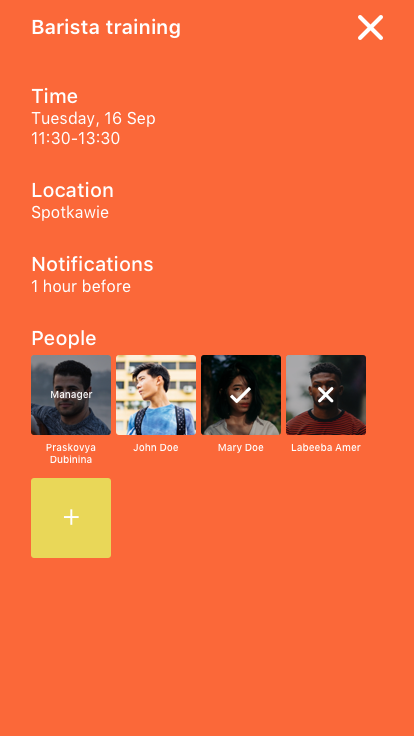 Barista training
Time
Tuesday, 16 Sep
11:30-13:30
Location
Spotkawie
Notifications
1 hour before
People
Manager
Praskovya
Dubinina
John Doe
Mary Doe
Labeeba Amer
+